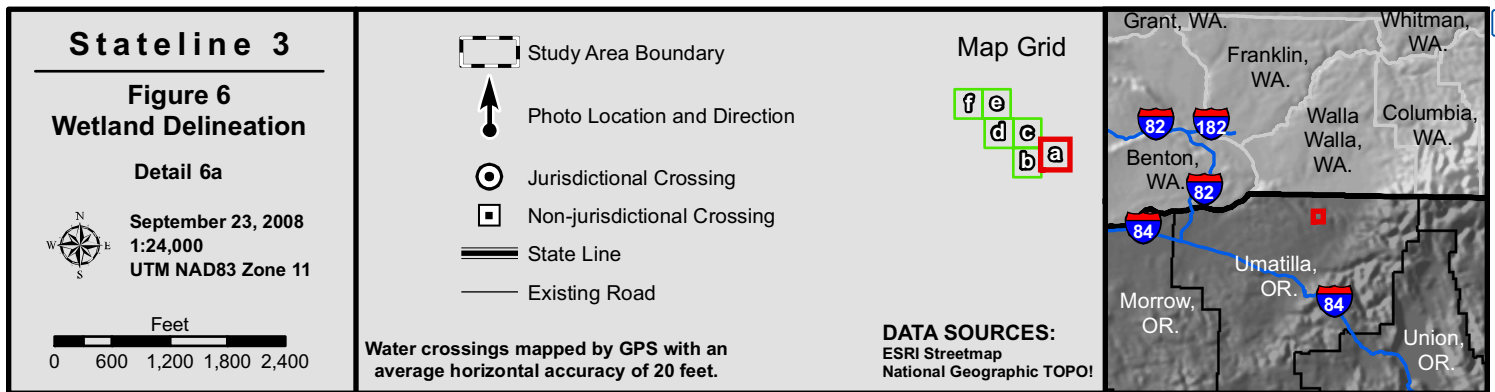 Stateline 3
Figure 6
Wetland Delineation
Detail 6a
N
W E
S
September 23, 2008
1:24,000
UTM NAD83 Zone 11
Feet
0 600 1,200 1,800 2,400
Study Area Boundary
Photo Location and Direction
Jurisdictional Crossing
Non-jurisdictional Crossing
State Line
Existing Road
Water crossings mapped by GPS with an
average horizontal accuracy of 20 feet.
Map Grid
f e
d c
b a
DATA SOURCES:
ESRI Streetmap
National Geographic TOPO!
Grant, WA.
Whitman,
WA.
Franklin,
WA.
Walla
Walla,
WA.
Columbia,
WA.
82
182
Benton,
WA.
82
84
Umatilla,
OR.
84
Morrow,
OR.
Union,
OR.